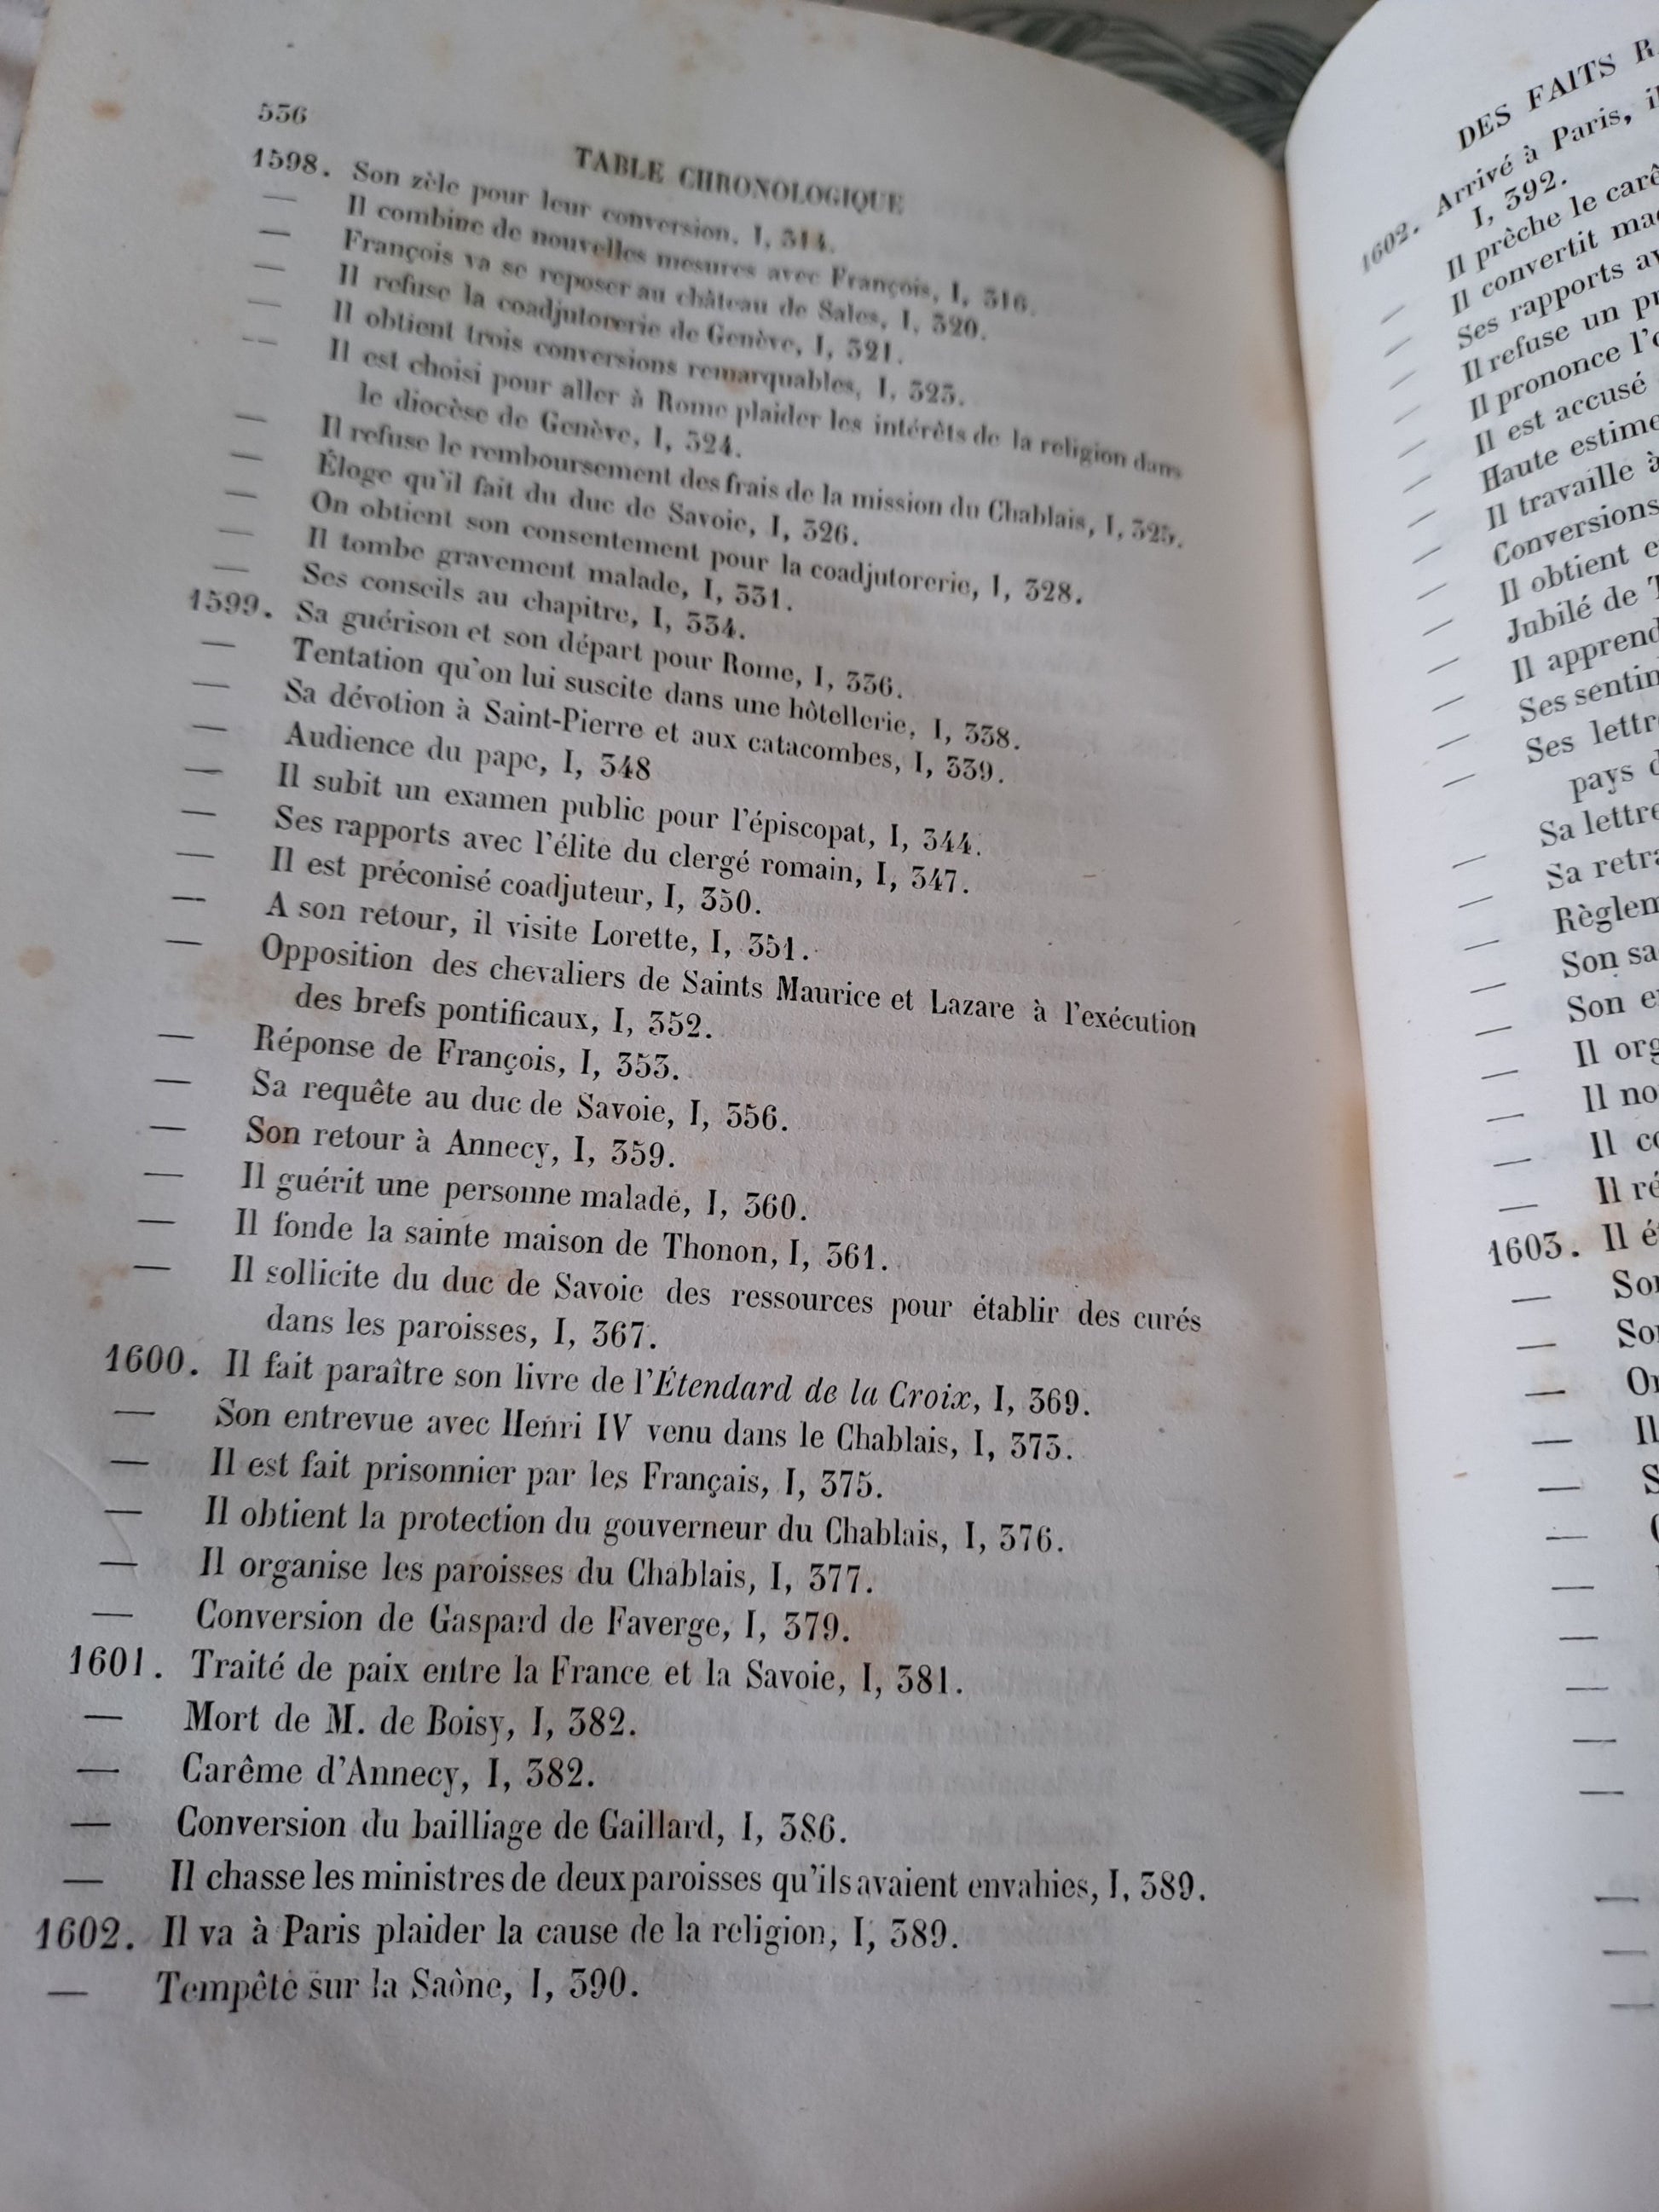 536
TABLE CHRONOLOGIQUE
1598. Son zèle pour leur conversion, I, 314.
— Il combine de nouvelles mesures avec François, I, 316.
— François va se reposer au château de Sales, I, 320.
— Il refuse la coadjutorerie de Genève, I, 321.
— Il obtient trois conversions remarquables, I, 323.
— Il est choisi pour aller à Rome plaider les intérêts de la religion dans
le diocèse de Genève, I, 324.
— Il refuse le remboursement des frais de la mission du Chablais, I, 325.
— Éloge qu'il fait du duc de Savoie, I, 326.
— On obtient son consentement pour la coadjutorerie, I, 328.
— Il tombe gravement malade, I, 331.
— Ses conseils au chapitre, I, 334.
1599. Sa guérison et son départ pour Rome, I, 336.
— Tentation qu'on lui suscite dans une hôtellerie, I, 338.
— Sa dévotion à Saint-Pierre et aux catacombes, I, 339.
— Audience du pape, I, 348
— Il subit un examen public pour l'épiscopat, I, 344.
— Ses rapports avec l'élite du clergé romain, I, 347.
— Il est préconisé coadjuteur, I, 350.
— A son retour, il visite Lorette, I, 351.
— Opposition des chevaliers de Saints Maurice et Lazare à l'exécution
des brefs pontificaux, I, 352.
— Réponse de François, I, 353.
— Sa requête au duc de Savoie, I, 356.
— Son retour à Annecy, I, 359.
— Il guérit une personne malade, I, 360.
— Il fonde la sainte maison de Thonon, I, 361.
— Il sollicite du duc de Savoie des ressources pour établir des curés
dans les paroisses, I, 367.
1600. Il fait paraître son livre de l'Étendard de la Croix, I, 369.
— Son entrevue avec Henri IV venu dans le Chablais, I, 373.
— Il est fait prisonnier par les Français, I, 375.
— Il obtient la protection du gouverneur du Chablais, I, 376.
— Il organise les paroisses du Chablais, I, 377.
— Conversion de Gaspard de Faverge, I, 379.
1601. Traité de paix entre la France et la Savoie, I, 381.
— Mort de M. de Boisy, I, 382.
— Carême d'Annecy, I, 382.
— Conversion du bailliage de Gaillard, I, 386.
— Il chasse les ministres de deux paroisses qu'ils avaient envahies, I, 389.
1602. Il va à Paris plaider la cause de la religion, I, 389.
— Tempête sur la Saône, I, 390.
DES FAITS
1602. Arrivé à Paris,
I, 392.
— Il prêche le
— Il convertit
— Ses rapports
— Il refuse un
— Il prononce
— Il est accusé
— Haute estime
— Il travaille à
— Conversions
— Il obtient
— Jubilé de
— Il
— Ses
— Ses
pays
— Sa
— Sa
—
— Son
— Son
— Il
— Il
— Il
— Il
1603. Il
—
—
—
— Il